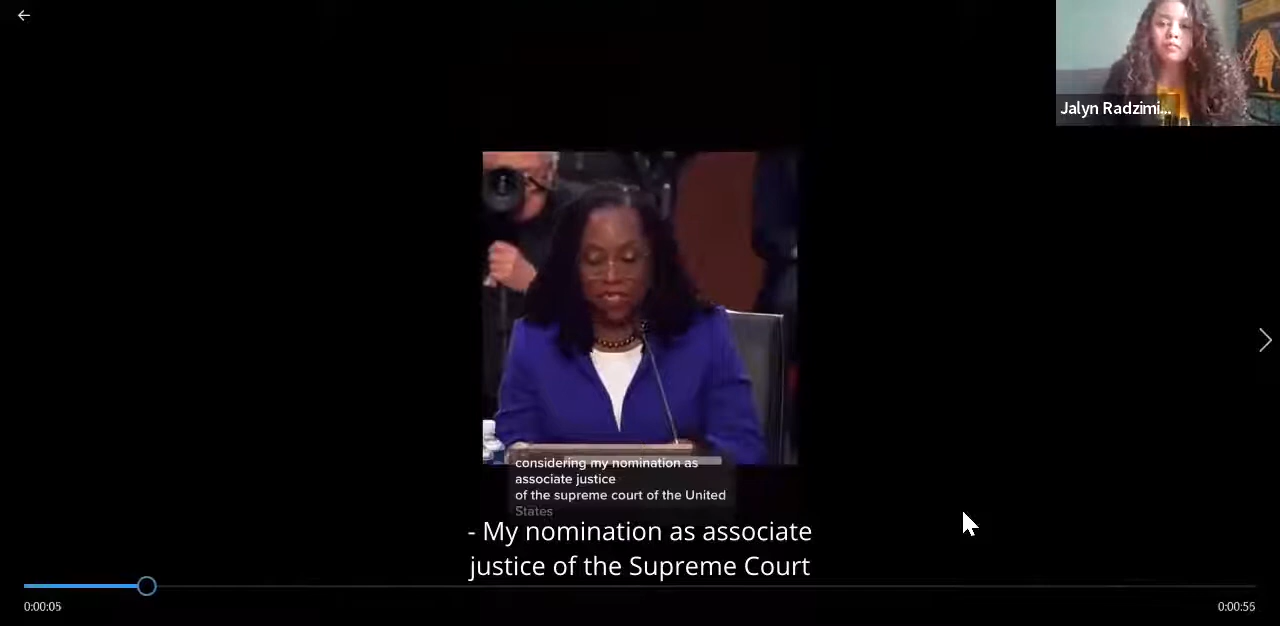 Jalyn Radzimi...
considering my nomination as
associate justice
of the supreme court of the United
States
- My nomination as associate
justice of the Supreme Court
0:00:05
0:00:56